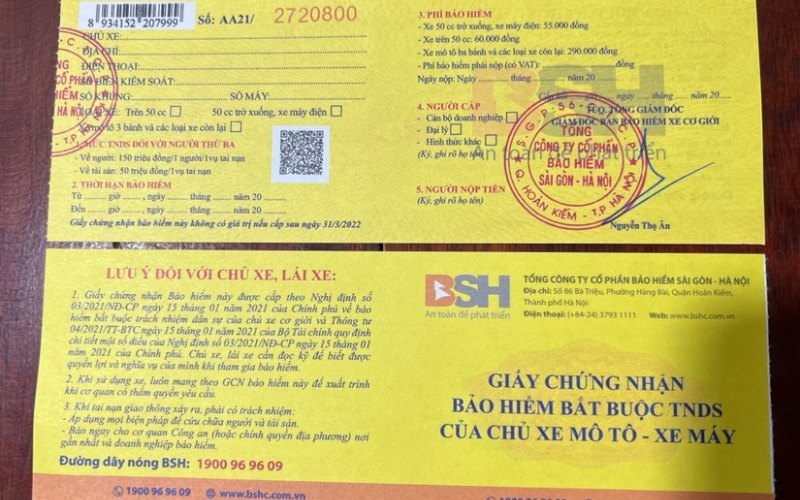 8 934152 207999
Số: AA21/ 2720800
CHỦ XE:
ĐỊA CHỈ:
ĐIỆN THOẠI:
BIỂN KIỂM SOÁT:
SỐ KHUNG: SỐ MÁY:
LOẠI XE: Trên 50 cc 50 cc trở xuống, xe máy điện
Xe mô tô 3 bánh và các loại xe còn lại
1. MỨC TNDS ĐỐI VỚI NGƯỜI THỨ BA
- Về người: 150 triệu đồng/1 người/1vụ tai nạn
- Về tài sản: 50 triệu đồng/1vụ tai nạn
2. THỜI HẠN BẢO HIỂM
Từ ...... giờ ......, ngày ...... tháng ...... năm 20 ......
Đến ...... giờ ......, ngày ...... tháng ...... năm 20 ......
Giấy chứng nhận bảo hiểm này không có giá trị nếu cấp sau ngày 31/3/2022
3. PHÍ BẢO HIỂM
- Xe 50 cc trở xuống, xe máy điện: 55.000 đồng
- Xe trên 50 cc: 60.000 đồng
- Xe mô tô ba bánh và các loại xe còn lại: 290.000 đồng
- Phí bảo hiểm phải nộp (có VAT): đồng
Ngày nộp: Ngày ...... tháng ...... năm 20 ......
ngày ...... tháng ...... năm 20 ......
TUQ. TỔNG GIÁM ĐỐC
GIÁM ĐỐC BAN BẢO HIỂM XE CƠ GIỚI
4. NGƯỜI CẤP
- Cán bộ doanh nghiệp
- Đại lý
- Hình thức khác
(Ký, ghi rõ họ tên)
BSH
An toàn để phát triển
TỔNG
CÔNG TY CỔ PHẦN
BẢO HIỂM
SÀI GÒN - HÀ NỘI
Q. HOÀN KIẾM - T.P HÀ NỘI
5. NGƯỜI NỘP TIỀN
(Ký, ghi rõ họ tên)
Nguyễn Thọ Ân
LƯU Ý ĐỐI VỚI CHỦ XE, LÁI XE:
1. Giấy chứng nhận Bảo hiểm này được cấp theo Nghị định số
03/2021/NĐ-CP ngày 15 tháng 01 năm 2021 của Chính phủ về bảo
hiểm bắt buộc trách nhiệm dân sự của chủ xe cơ giới và Thông tư
04/2021/TT-BTC ngày 15 tháng 01 năm 2021 của Bộ Tài chính quy định
chi tiết một số điều của Nghị định số 03/2021/NĐ-CP ngày 15 tháng 01
năm 2021 của Chính phủ. Chủ xe, lái xe cần đọc kỹ để biết được
quyền lợi và nghĩa vụ của mình khi tham gia bảo hiểm.
2. Khi sử dụng xe, luôn mang theo GCN bảo hiểm này để xuất trình
khi cơ quan có thẩm quyền yêu cầu.
3. Khi tai nạn giao thông xảy ra, phải có trách nhiệm:
- Áp dụng mọi biện pháp để cứu chữa người và tài sản.
- Báo ngay cho cơ quan Công an (hoặc chính quyền địa phương) nơi
gần nhất và doanh nghiệp bảo hiểm.
Đường dây nóng BSH: 1900 96 96 09
1900 96 96 09 www.bshc.com.vn
BSH
An toàn để phát triển
TỔNG CÔNG TY CỔ PHẦN BẢO HIỂM SÀI GÒN - HÀ NỘI
Địa chỉ: Số 86 Bà Triệu, Phường Hàng Bài, Quận Hoàn Kiếm,
Thành phố Hà Nội
Điện thoại: (+84-24) 3793 1111 Web: www.bshc.com.vn
GIẤY CHỨNG NHẬN
BẢO HIỂM BẮT BUỘC TNDS
CỦA CHỦ XE MÔ TÔ - XE MÁY
1900 96 96 09 www.bshc.com.vn